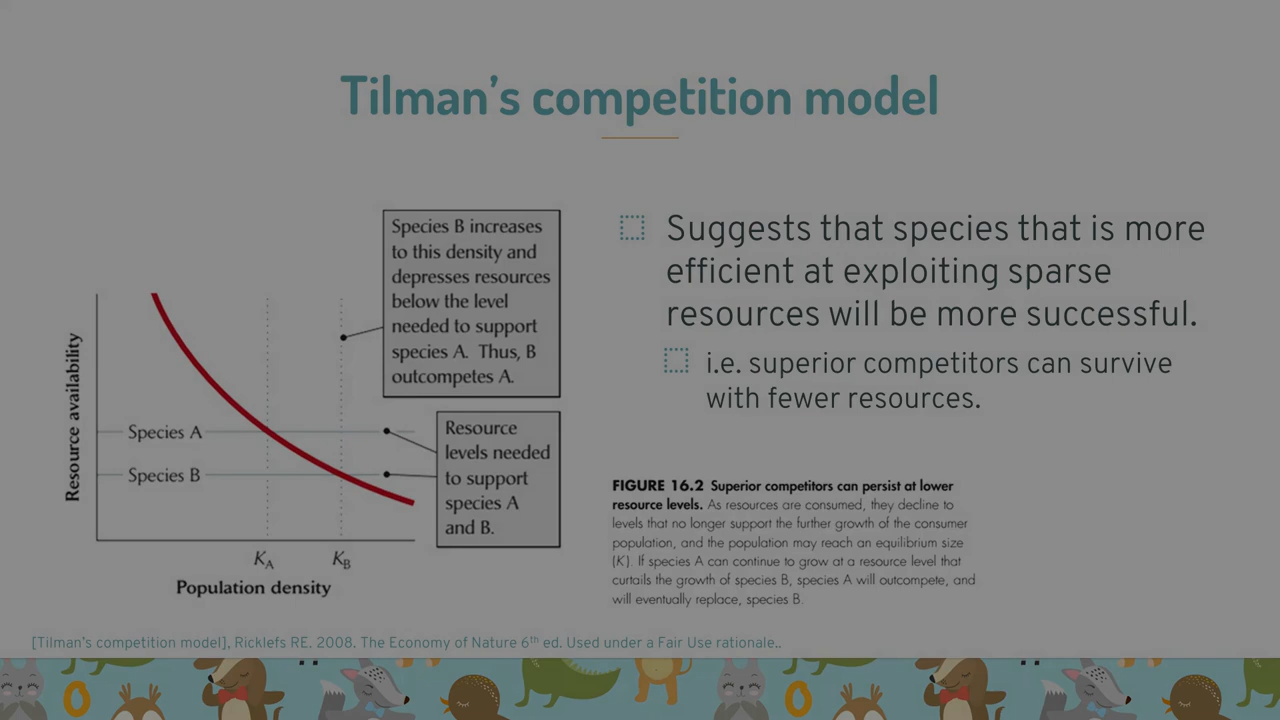 Tilman's competition model
Species B increases
to this density and
depresses resources
below the level
needed to support
species A. Thus, B
outcompetes A.
Resource availability
Species A
Species B
Resource
levels needed
to support
species A
and B.
K_A K_B
Population density
Suggests that species that is more
efficient at exploiting sparse
resources will be more successful.
i.e. superior competitors can survive
with fewer resources.
FIGURE 16.2 Superior competitors can persist at lower
resource levels. As resources are consumed, they decline to
levels that no longer support the further growth of the consumer
population, and the population may reach an equilibrium size
(K). If species A can continue to grow at a resource level that
curtails the growth of species B, species A will outcompete, and
will eventually replace, species B.
[Tilman's competition model], Ricklefs RE. 2008. The Economy of Nature 6th ed. Used under a Fair Use rationale..